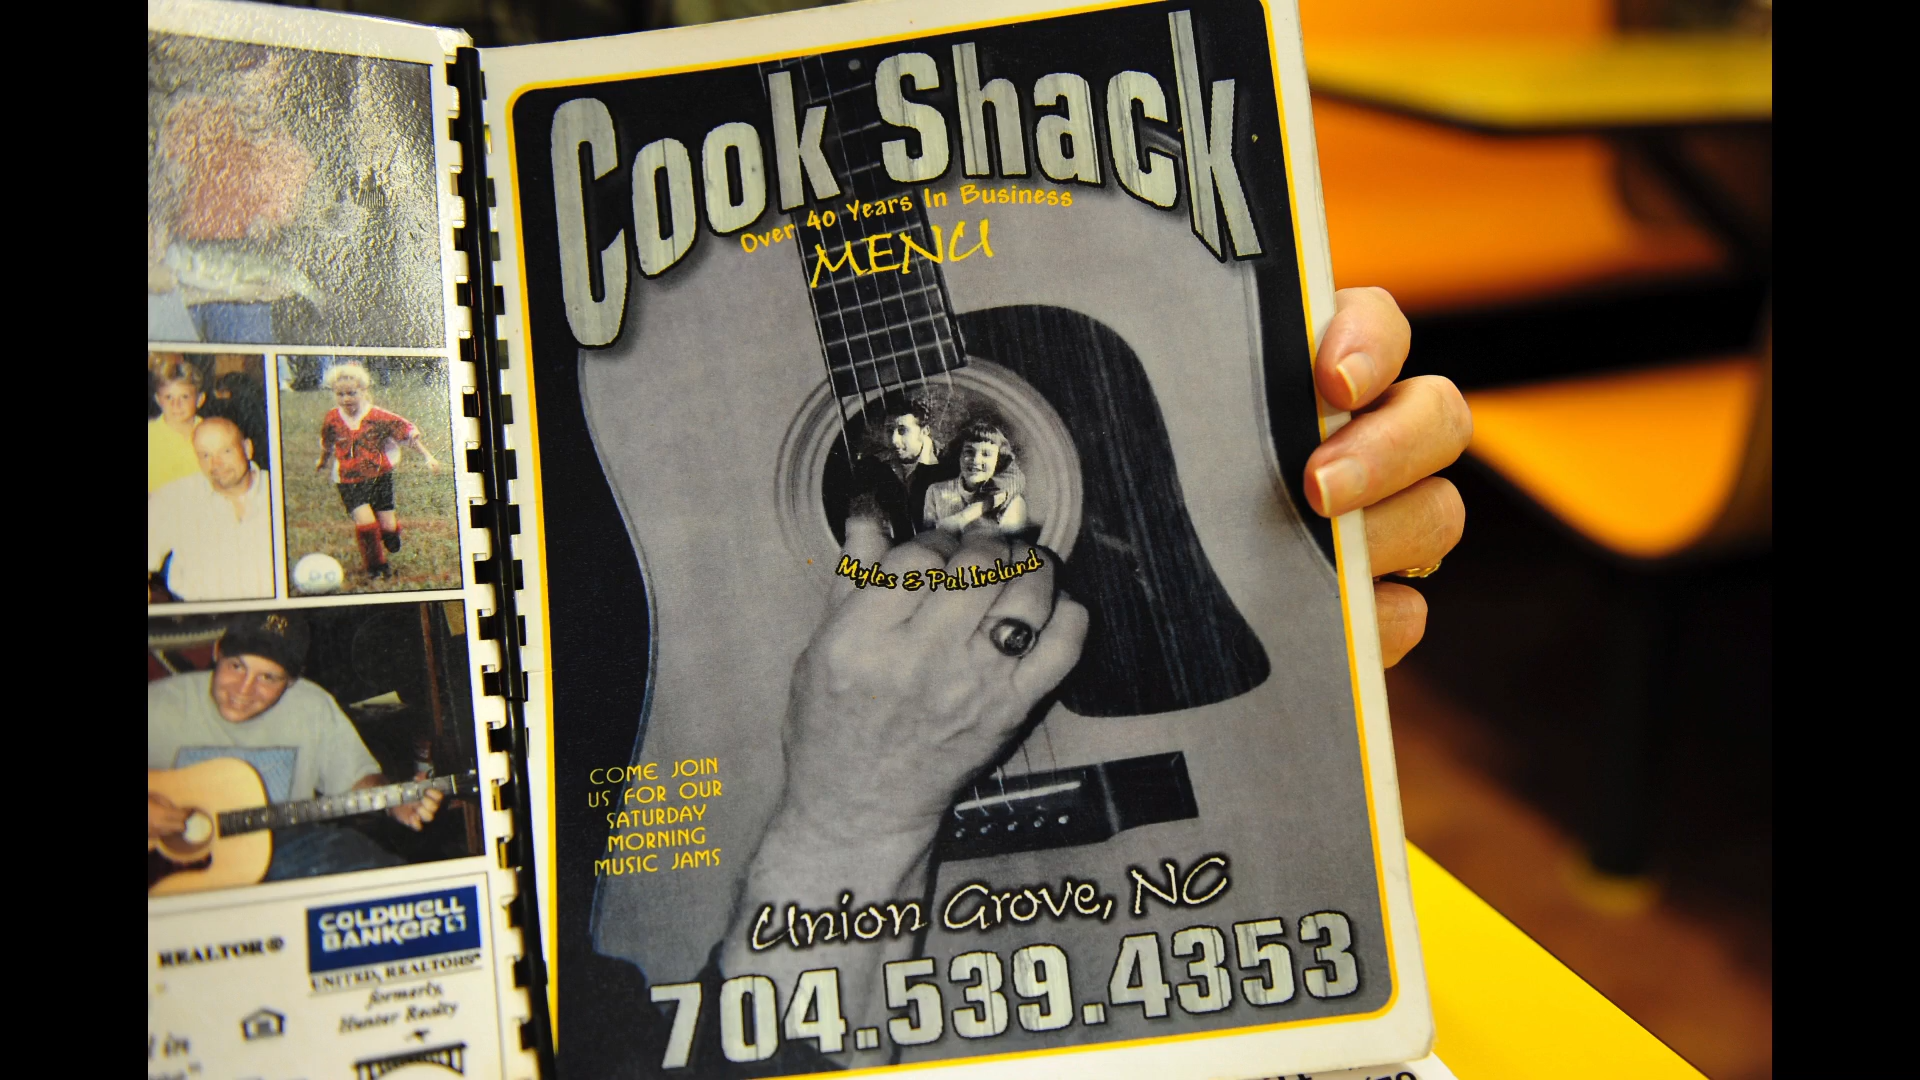 Cook Shack
Over 40 Years In Business
MENU
Myles & Pal Ireland
COME JOIN
US FOR OUR
SATURDAY
MORNING
MUSIC JAMS
Union Grove, NC
704.539.4353
REALTOR®
COLDWELL
BANKER
UNITED, REALTORS®
formerly,
Hunter Realty